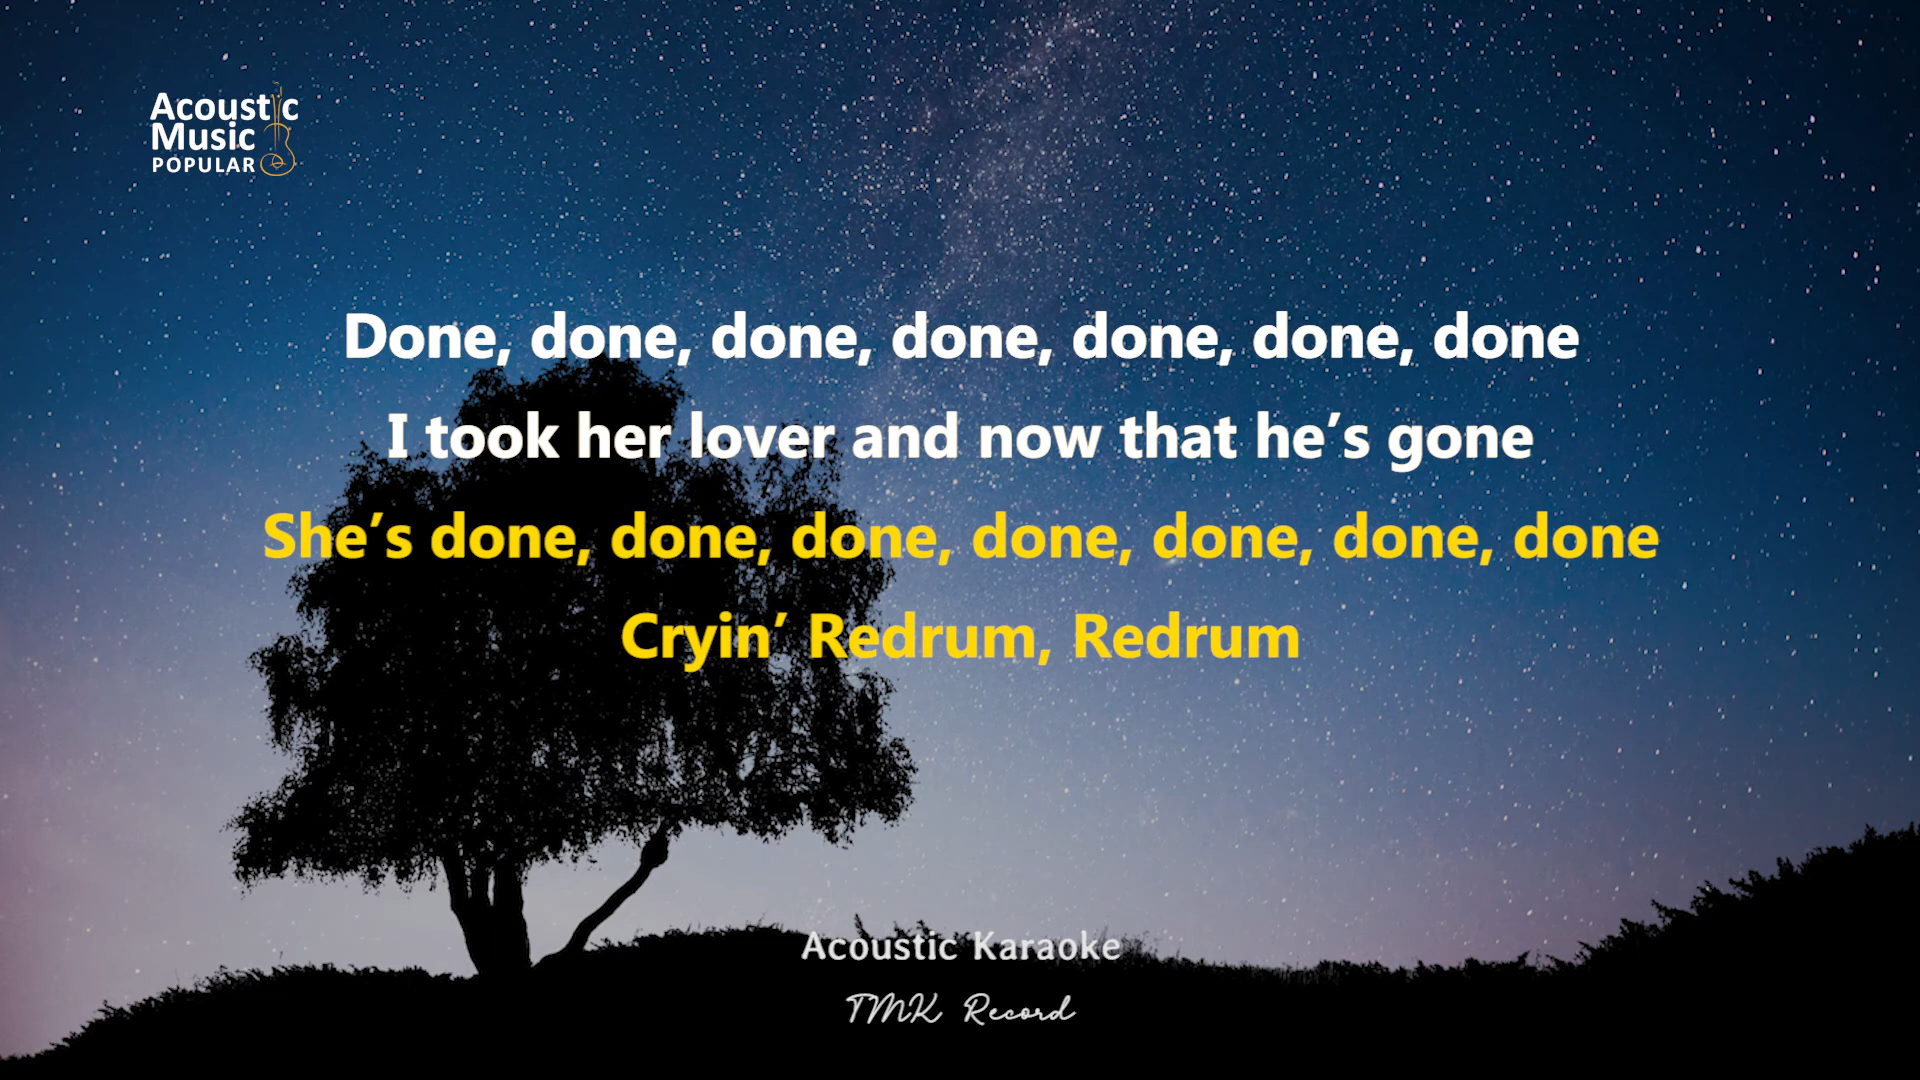 Acoustic
Music
POPULAR
Done, done, done, done, done, done, done
I took her lover and now that he’s gone
She’s done, done, done, done, done, done, done
Cryin’ Redrum, Redrum
Acoustic Karaoke
TMK Record